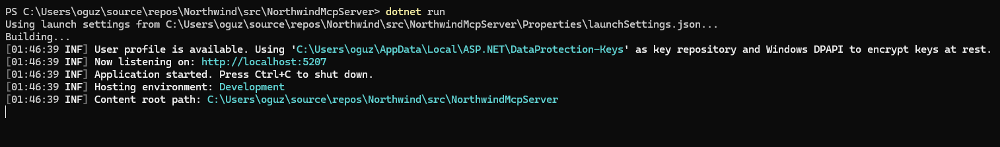 PS C:\Users\oguz\source\repos\Northwind\src\NorthwindMcpServer> dotnet run
Using launch settings from C:\Users\oguz\source\repos\Northwind\src\NorthwindMcpServer\Properties\launchSettings.json...
Building...
[01:46:39 INF] User profile is available. Using 'C:\Users\oguz\AppData\Local\ASP.NET\DataProtection-Keys' as key repository and Windows DPAPI to encrypt keys at rest.
[01:46:39 INF] Now listening on: http://localhost:5207
[01:46:39 INF] Application started. Press Ctrl+C to shut down.
[01:46:39 INF] Hosting environment: Development
[01:46:39 INF] Content root path: C:\Users\oguz\source\repos\Northwind\src\NorthwindMcpServer